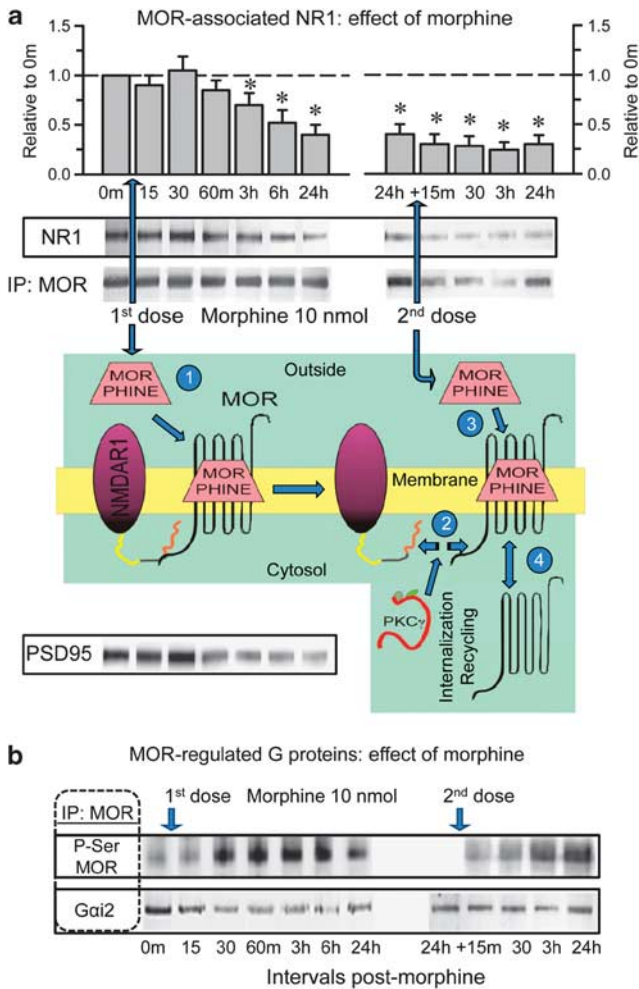 a
MOR-associated NR1: effect of morphine
Relative to 0m
1.0
0.5
0.0
* * *
0m 15 30 60m 3h 6h 24h
* * * * *
24h +15m 30 3h 24h
1.0
0.5
0.0
Relative to 0m
NR1
IP: MOR
1st dose Morphine 10 nmol 2nd dose
MOR
PHINE
1
Outside
MOR
MOR
PHINE
3
NMDAR1
MOR
PHINE
Membrane
MOR
PHINE
2
Cytosol
4
PKCγ
Internalization
Recycling
PSD95
b
MOR-regulated G proteins: effect of morphine
IP: MOR
1st dose Morphine 10 nmol 2nd dose
P-Ser
MOR
Gαi2
0m 15 30 60m 3h 6h 24h 24h +15m 30 3h 24h
Intervals post-morphine